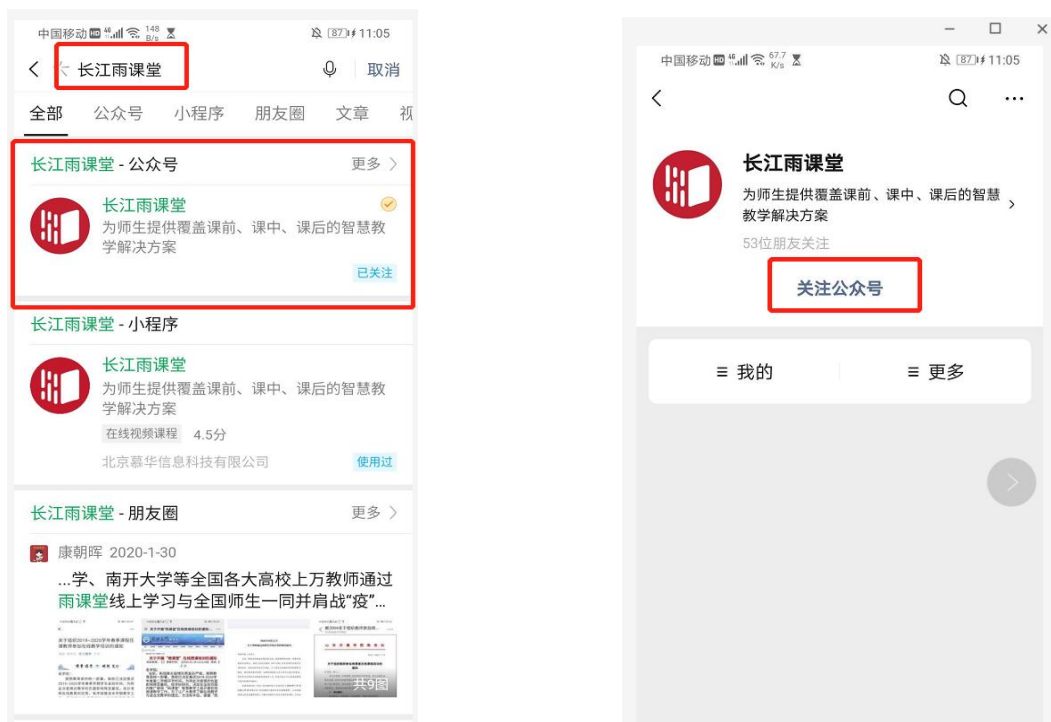 中国移动 HD 4G 148 B/s 87 11:05
长江雨课堂 取消
全部 公众号 小程序 朋友圈 文章 视
长江雨课堂 - 公众号 更多
长江雨课堂
为师生提供覆盖课前、课中、课后的智慧教
学解决方案
已关注
长江雨课堂 - 小程序
长江雨课堂
为师生提供覆盖课前、课中、课后的智慧教
学解决方案
在线视频课程 4.5分
北京慕华信息科技有限公司 使用过
长江雨课堂 - 朋友圈 更多
康朝晖 2020-1-30
...学、南开大学等全国各大高校上万教师通过
雨课堂线上学习与全国师生一同并肩战“疫”...
共9图
中国移动 HD 4G 67.7 K/s 87 11:05
长江雨课堂
为师生提供覆盖课前、课中、课后的智慧
教学解决方案
53位朋友关注
关注公众号
我的 更多